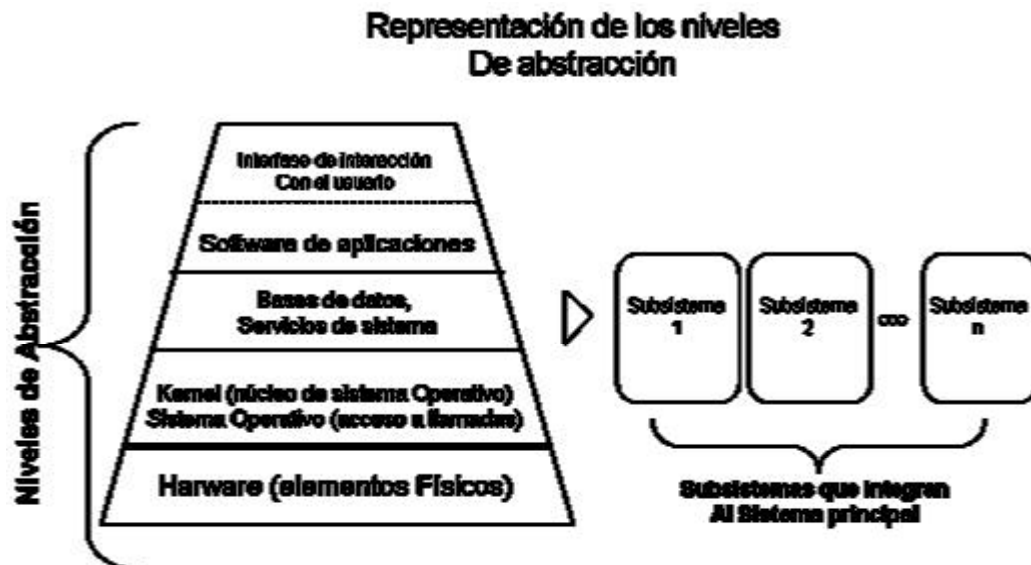 Representación de los niveles
De abstracción
Niveles de Abstracción
Interfase de interacción
Con el usuario
Software de aplicaciones
Bases de datos,
Servicios de sistema
Kernel (núcleo de sistema Operativo)
Sistema Operativo (acceso a llamadas)
Harware (elementos Físicos)
Subsistema
1
Subsistema
2
Subsistema
n
Subsistemas que integran
Al Sistema principal